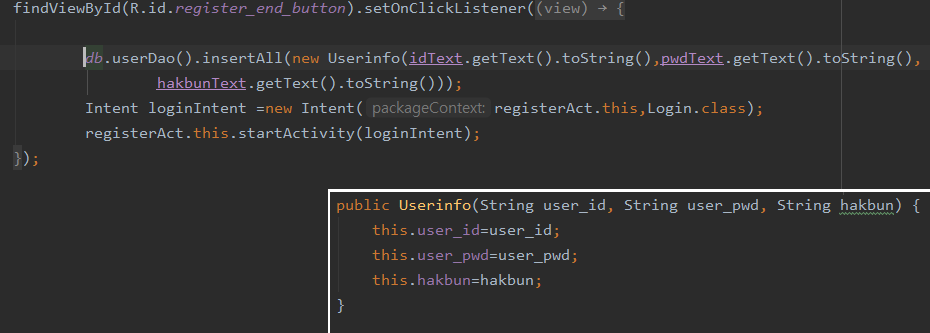 findViewById(R.id.register_end_button).setOnClickListener((view) → {
db.userDao().insertAll(new Userinfo(idText.getText().toString(),pwdText.getText().toString(),
hakbunText.getText().toString()));
Intent loginIntent =new Intent( packageContext: registerAct.this,Login.class);
registerAct.this.startActivity(loginIntent);
});
public Userinfo(String user_id, String user_pwd, String hakbun) {
this.user_id=user_id;
this.user_pwd=user_pwd;
this.hakbun=hakbun;
}